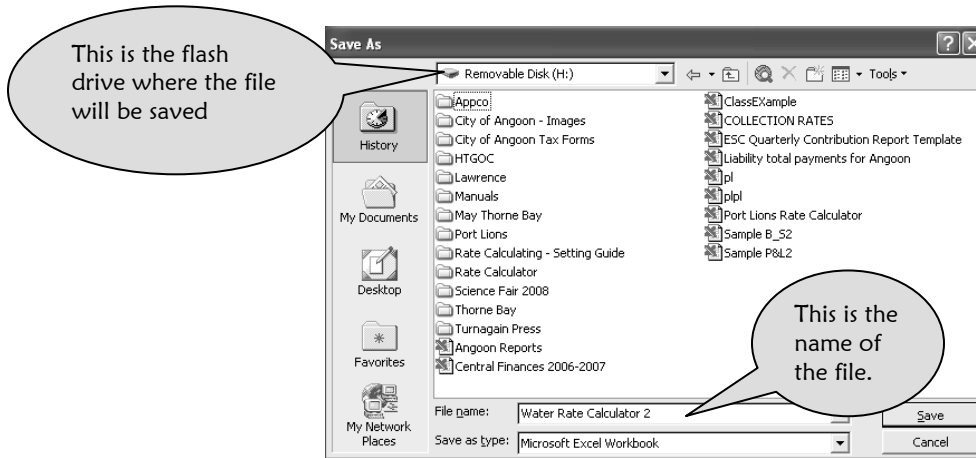 This is the flash
drive where the file
will be saved
Save As
Removable Disk (H:)
Tools
History
My Documents
Desktop
Favorites
My Network
Places
Appco
City of Angoon - Images
City of Angoon Tax Forms
HTGOC
Lawrence
Manuals
May Thorne Bay
Port Lions
Rate Calculating - Setting Guide
Rate Calculator
Science Fair 2008
Thorne Bay
Turnagain Press
Angoon Reports
Central Finances 2006-2007
ClassEXample
COLLECTION RATES
ESC Quarterly Contribution Report Template
Liability total payments for Angoon
pl
plpl
Port Lions Rate Calculator
Sample B_S2
Sample P&L2
This is the
name of
the file.
File name:
Water Rate Calculator 2
Save
Save as type:
Microsoft Excel Workbook
Cancel